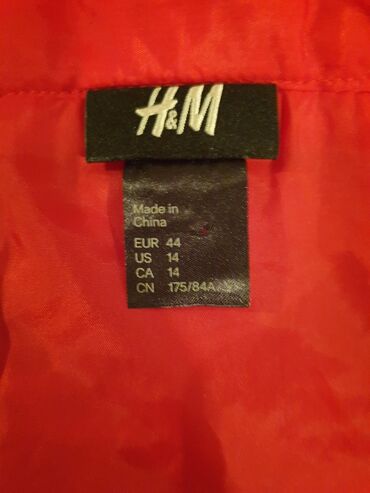 H&M
Made in
China
EUR 44
US 14
CA 14
CN 175/84A